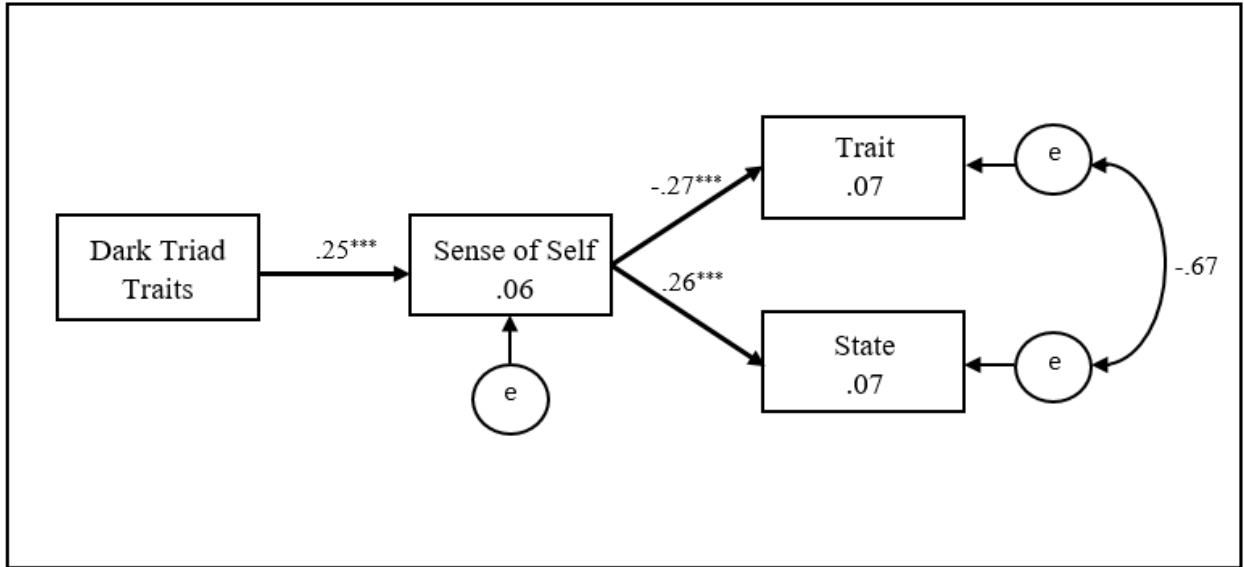 Dark Triad
Traits
.25***
Sense of Self
.06
e
-.27***
.26***
Trait
.07
e
State
.07
e
-.67